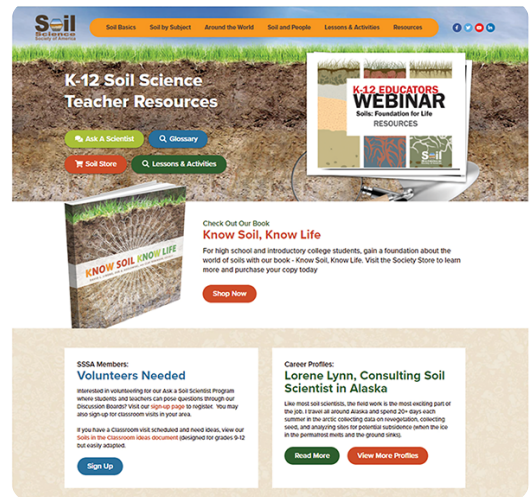 Soil
Science
Society of America
Soil Basics Soil by Subject Around the World Soil and People Lessons & Activities Resources
K-12 Soil Science
Teacher Resources
Ask A Scientist
Glossary
Soil Store
Lessons & Activities
K-12 EDUCATORS
WEBINAR
Soils: Foundation for Life
RESOURCES
KNOW SOIL KNOW LIFE
Check Out Our Book
Know Soil, Know Life
For high school and introductory college students, gain a foundation about the
world of soils with our book - Know Soil, Know Life. Visit the Society Store to learn
more and purchase your copy today
Shop Now
SSSA Members:
Volunteers Needed
Interested in volunteering for our Ask a Soil Scientist Program
where students and teachers can pose questions through our
Discussion Boards? Visit our sign-up page to register. You may
also sign-up for classroom visits in your area.
If you have a Classroom visit scheduled and need ideas, view our
Soils in the Classroom Ideas document (designed for grades 9-12
but easily adapted.
Sign Up
Career Profiles:
Lorene Lynn, Consulting Soil
Scientist in Alaska
Like most soil scientists, the field work is the most exciting part of
the job. I travel all around Alaska and spend 20+ days each
summer in the arctic collecting data on revegetation, collecting
seed, and analyzing sites for potential subsidence (when the ice
in the permanest melts and the ground sinks).
Read More
View More Profiles